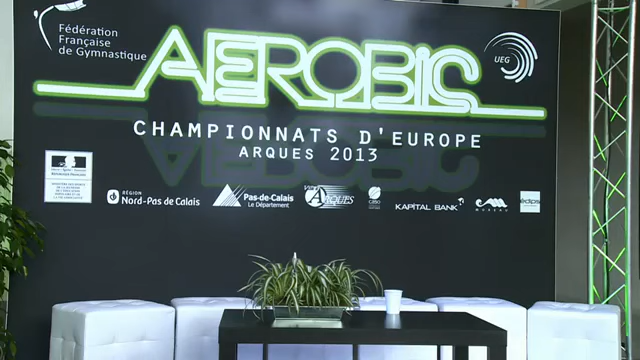 Fédération
Française
de Gymnastique
AEROBIC
UEG
CHAMPIONNATS D'EUROPE
ARQUES 2013
RÉGION
Nord-Pas de Calais
Pas-de-Calais
Le Département
Ville
ARQUES
KAPITAL BANK